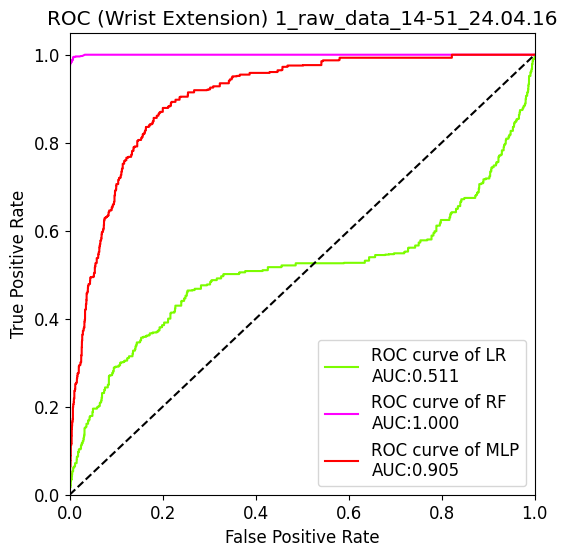 ROC (Wrist Extension) 1_raw_data_14-51_24.04.16
True Positive Rate
1.0
0.8
0.6
0.4
0.2
0.0
0.0 0.2 0.4 0.6 0.8 1.0
False Positive Rate
ROC curve of LR
AUC:0.511
ROC curve of RF
AUC:1.000
ROC curve of MLP
AUC:0.905